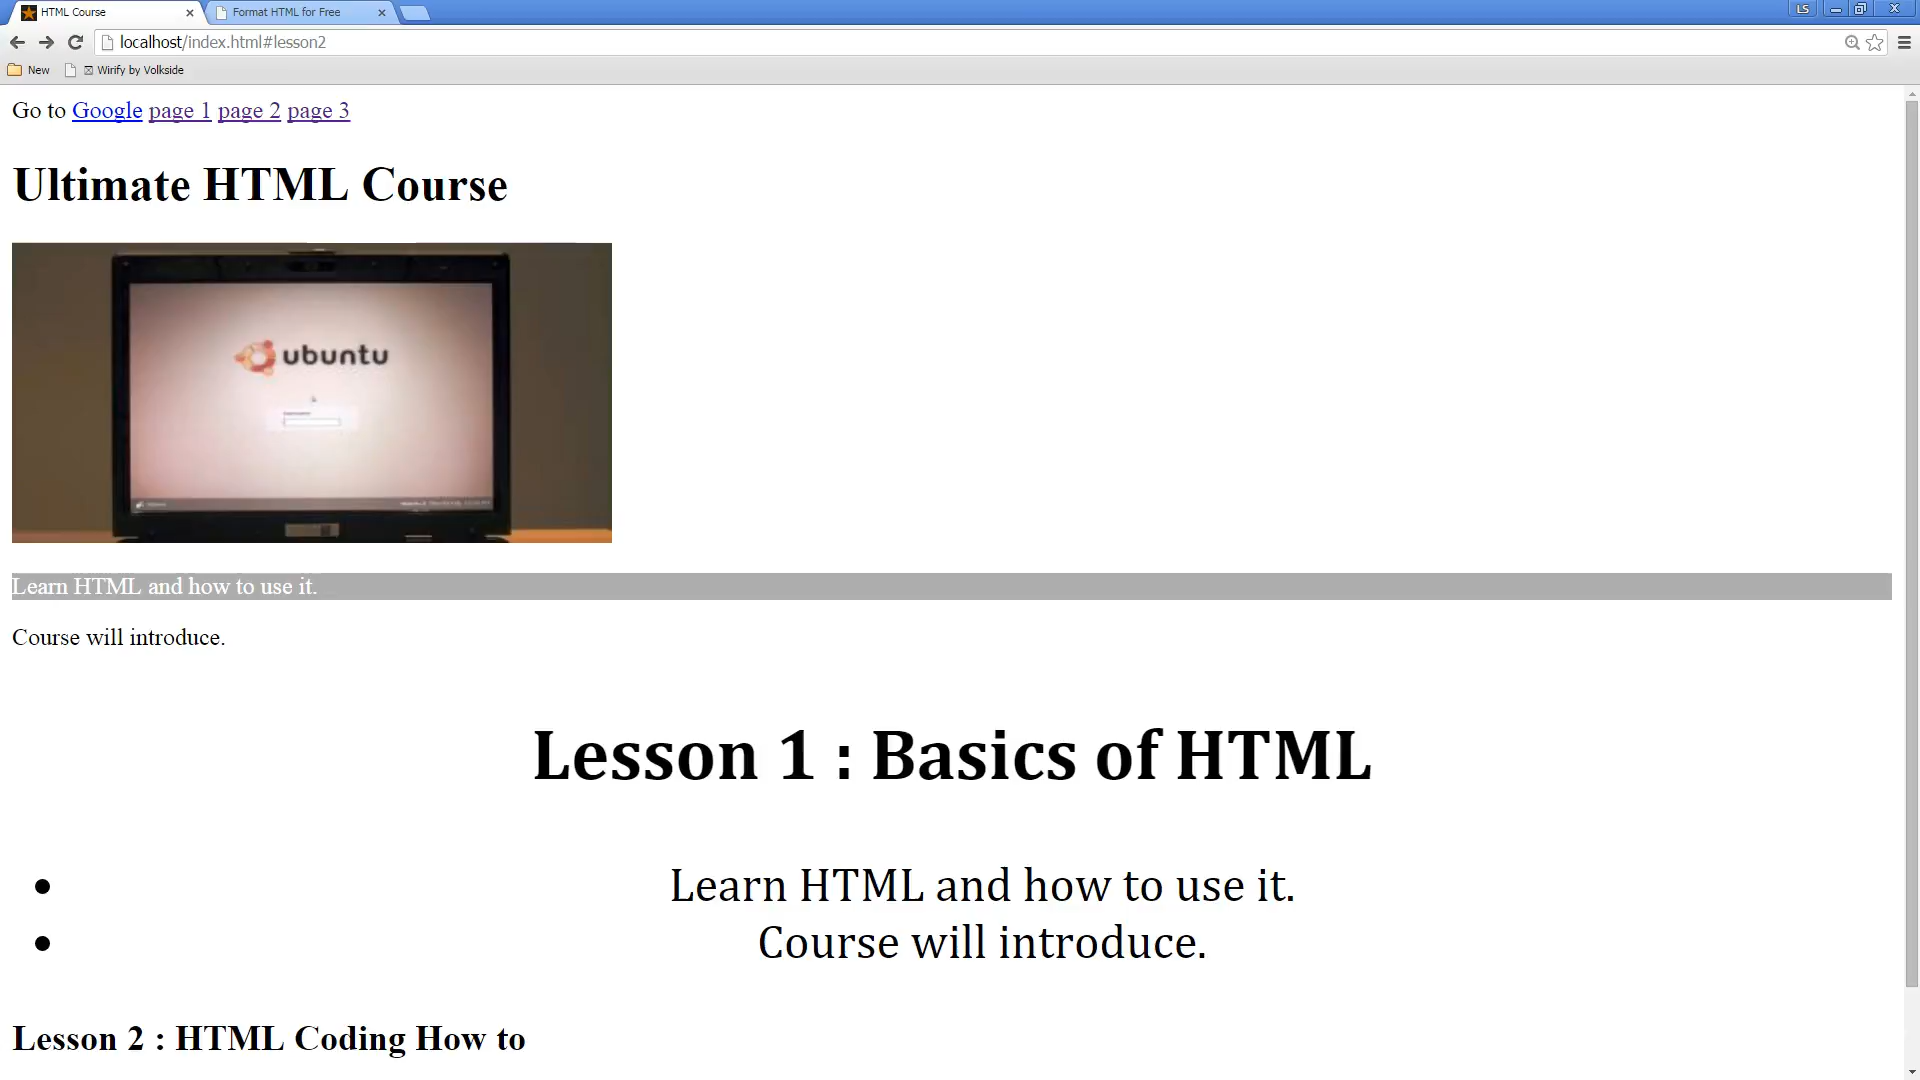 HTML Course
Format HTML for Free
LS
localhost/index.html#lesson2
New
Wirify by Volkside
Go to Google page 1 page 2 page 3
Ultimate HTML Course
ubuntu
Learn HTML and how to use it.
Course will introduce.
Lesson 1 : Basics of HTML
• Learn HTML and how to use it.
• Course will introduce.
Lesson 2 : HTML Coding How to